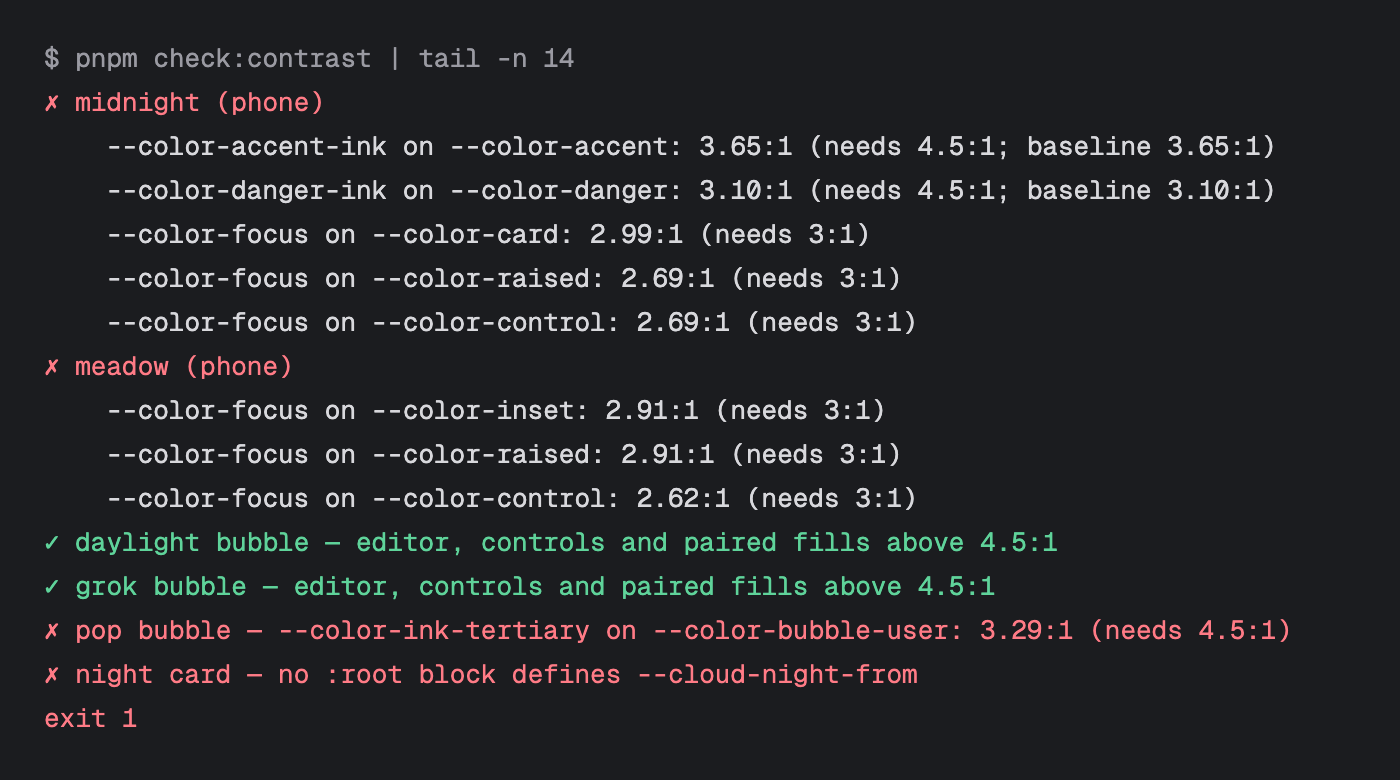 $ pnpm check:contrast | tail -n 14
✗ midnight (phone)
--color-accent-ink on --color-accent: 3.65:1 (needs 4.5:1; baseline 3.65:1)
--color-danger-ink on --color-danger: 3.10:1 (needs 4.5:1; baseline 3.10:1)
--color-focus on --color-card: 2.99:1 (needs 3:1)
--color-focus on --color-raised: 2.69:1 (needs 3:1)
--color-focus on --color-control: 2.69:1 (needs 3:1)
✗ meadow (phone)
--color-focus on --color-inset: 2.91:1 (needs 3:1)
--color-focus on --color-raised: 2.91:1 (needs 3:1)
--color-focus on --color-control: 2.62:1 (needs 3:1)
✓ daylight bubble — editor, controls and paired fills above 4.5:1
✓ grok bubble — editor, controls and paired fills above 4.5:1
✗ pop bubble — --color-ink-tertiary on --color-bubble-user: 3.29:1 (needs 4.5:1)
✗ night card — no :root block defines --cloud-night-from
exit 1